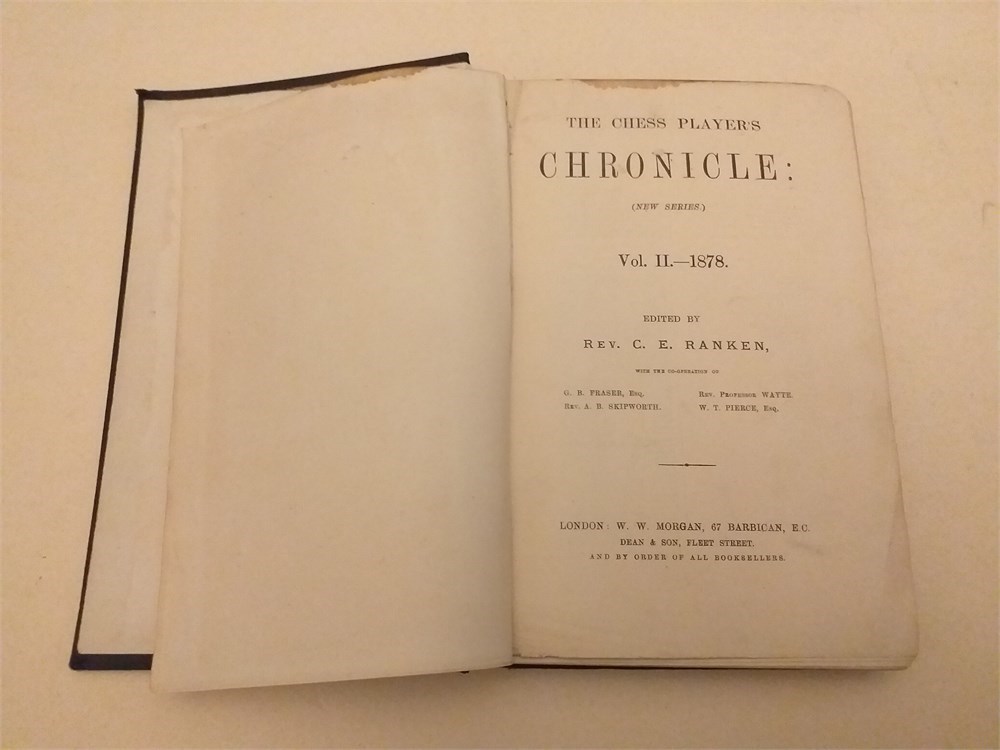 THE CHESS PLAYER'S
CHRONICLE:
(NEW SERIES.)
Vol. II.—1878.
EDITED BY
REV. C. E. RANKEN,
WITH THE CO-OPERATION OF
G. B. FRASER, Esq.   REV. PROFESSOR WAYTE.
REV. A. B. SKIPWORTH.   W. T. PIERCE, Esq.
LONDON: W. W. MORGAN, 67 BARBICAN, E.C.
DEAN & SON, FLEET STREET.
AND BY ORDER OF ALL BOOKSELLERS.